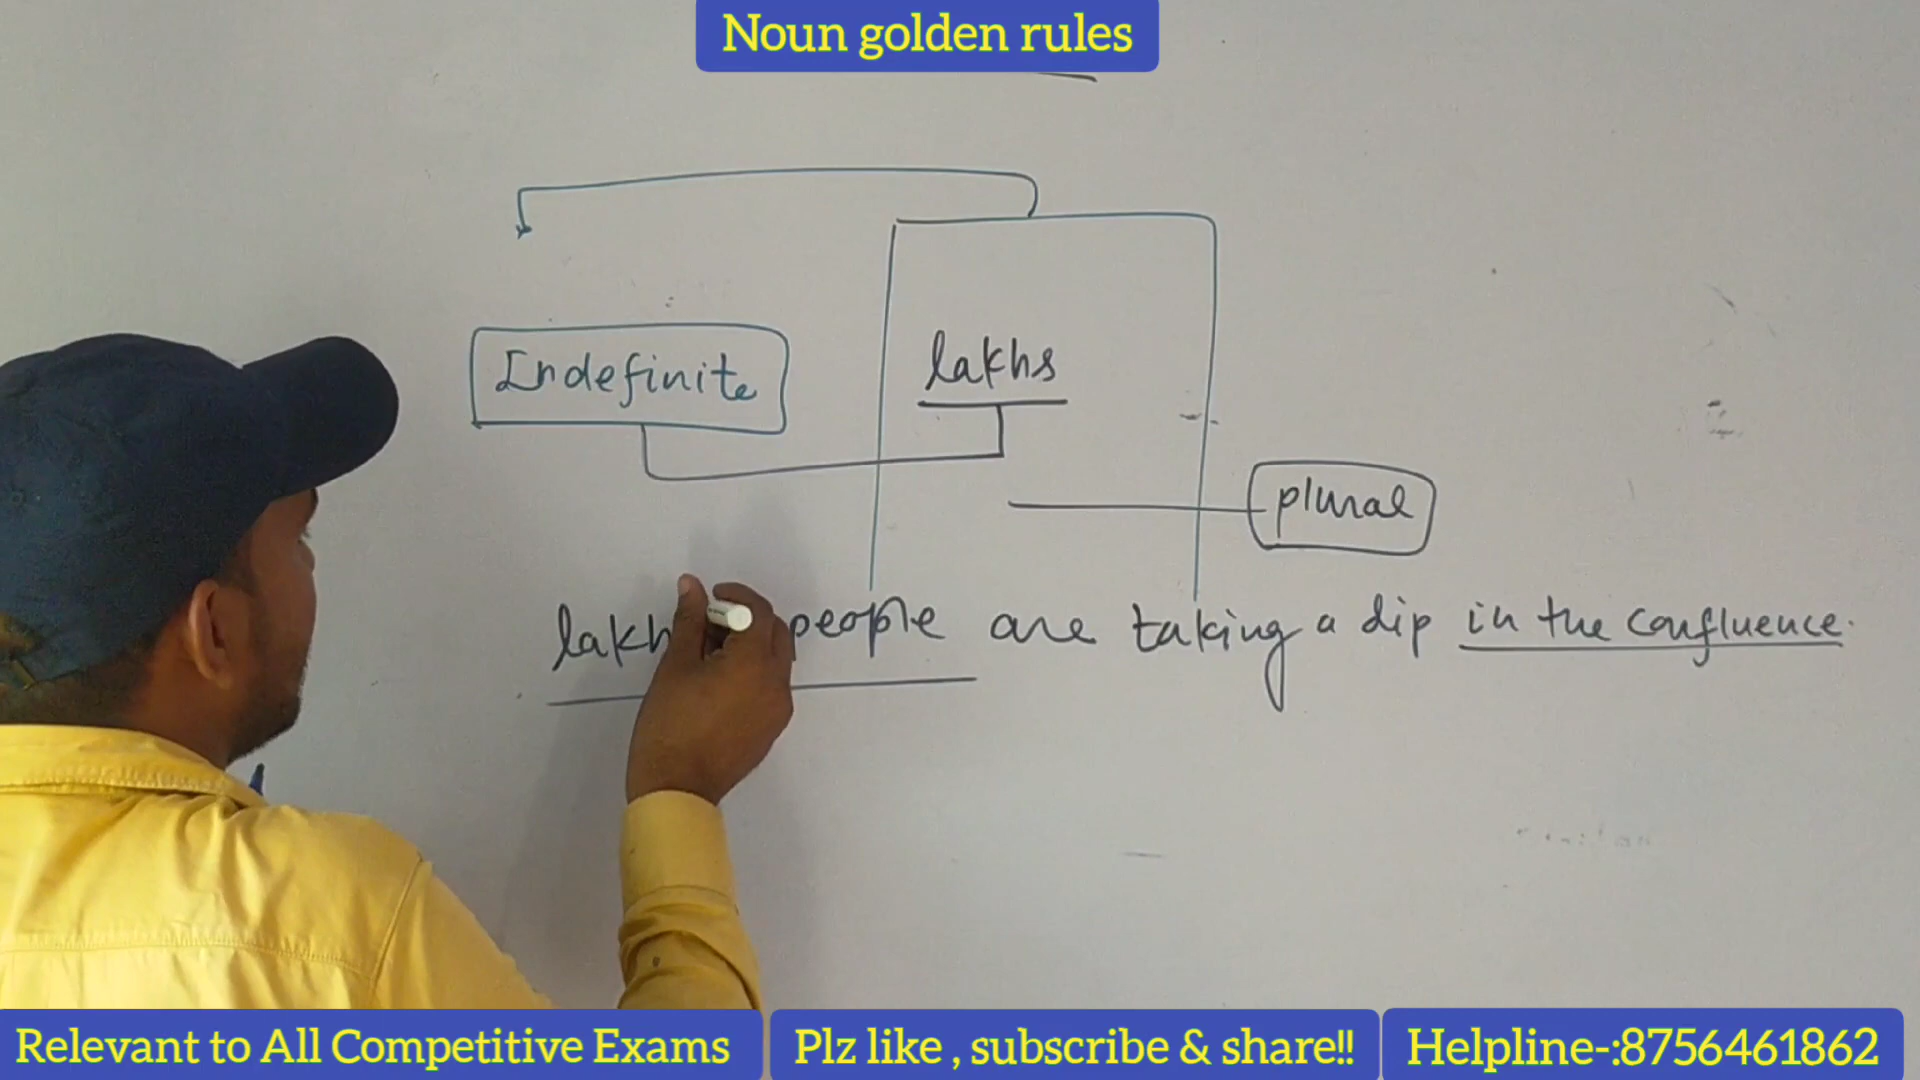 Noun golden rules
lakhs
Indefinite
plural
lakh people are taking a dip in the confluence.
Relevant to All Competitive Exams
Plz like , subscribe & share!!
Helpline-:8756461862